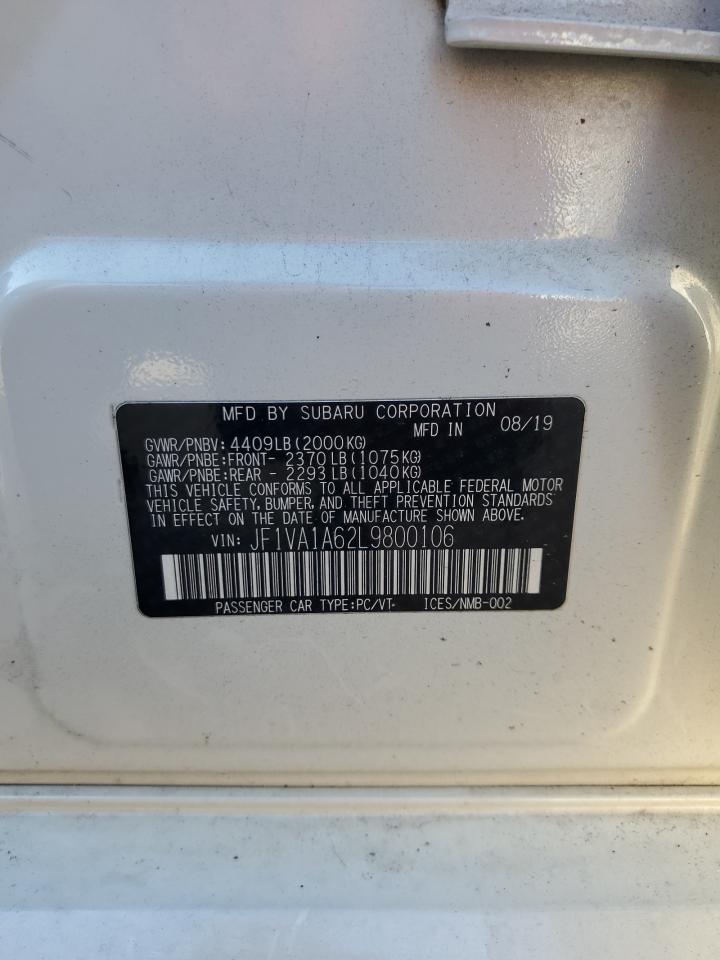 MFD BY SUBARU CORPORATION
MFD IN 08/19
GVWR/PNBV: 4409LB(2000KG)
GAWR/PNBE:FRONT- 2370LB(1075KG)
GAWR/PNBE:REAR - 2293LB(1040KG)
THIS VEHICLE CONFORMS TO ALL APPLICABLE FEDERAL MOTOR
VEHICLE SAFETY, BUMPER, AND THEFT PREVENTION STANDARDS
IN EFFECT ON THE DATE OF MANUFACTURE SHOWN ABOVE.
VIN: JF1VA1A62L9800106
PASSENGER CAR TYPE:PC/VT- ICES/NMB-002